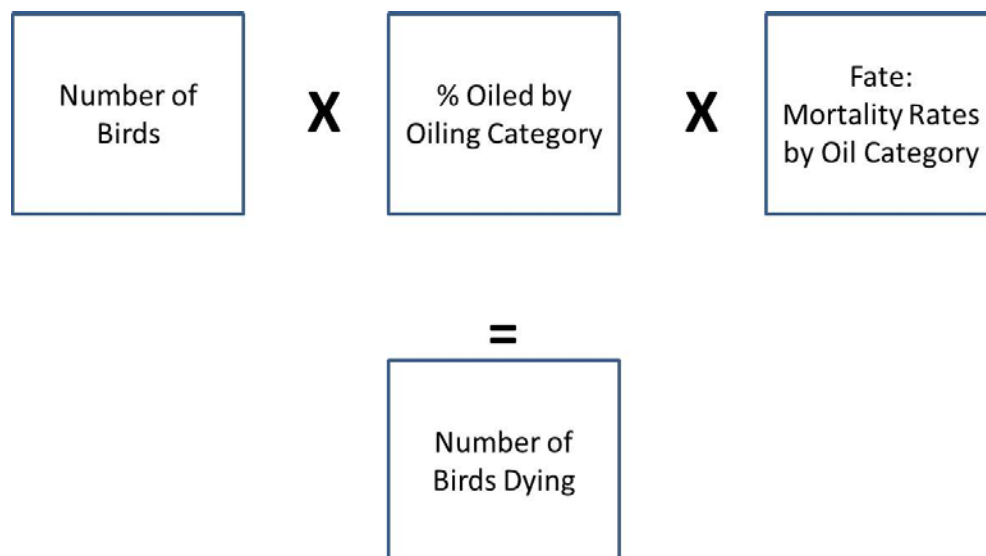 Number of
Birds
X
% Oiled by
Oiling Category
X
Fate:
Mortality Rates
by Oil Category
=
Number of
Birds Dying